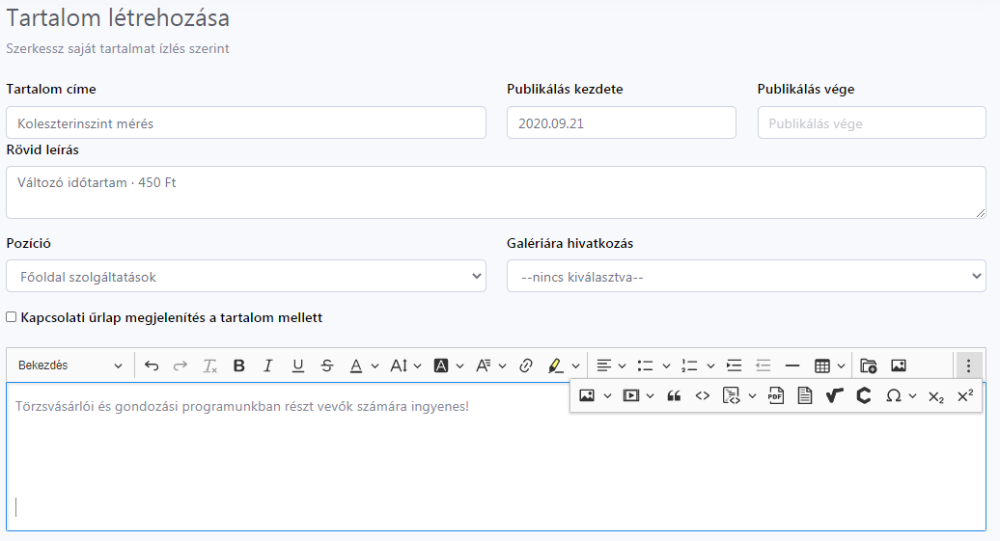 Tartalom létrehozása
Szerkessz saját tartalmat ízlés szerint
Tartalom címe
Publikálás kezdete
Publikálás vége
Koleszterinszint mérés
2020.09.21
Publikálás vége
Rövid leírás
Változó időtartam · 450 Ft
Pozíció
Galériára hivatkozás
Főoldal szolgáltatások
--nincs kiválasztva--
Kapcsolati űrlap megjelenítés a tartalom mellett
Bekezdés
Törzsvásárlói és gondozási programunkban részt vevők számára ingyenes!